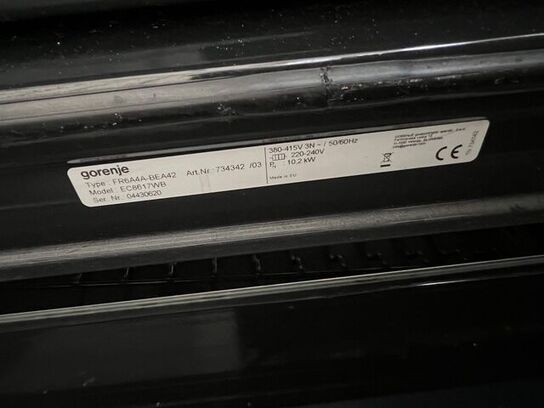 gorenje
Type : FR6A4A-BEA42 Art.Nr.: 734342 /03
Model : EC8617WB
Ser. Nr.: 04430620
380-415V 3N ~ / 50/60Hz
220-240V
10,2 kW
Made in EU
CE